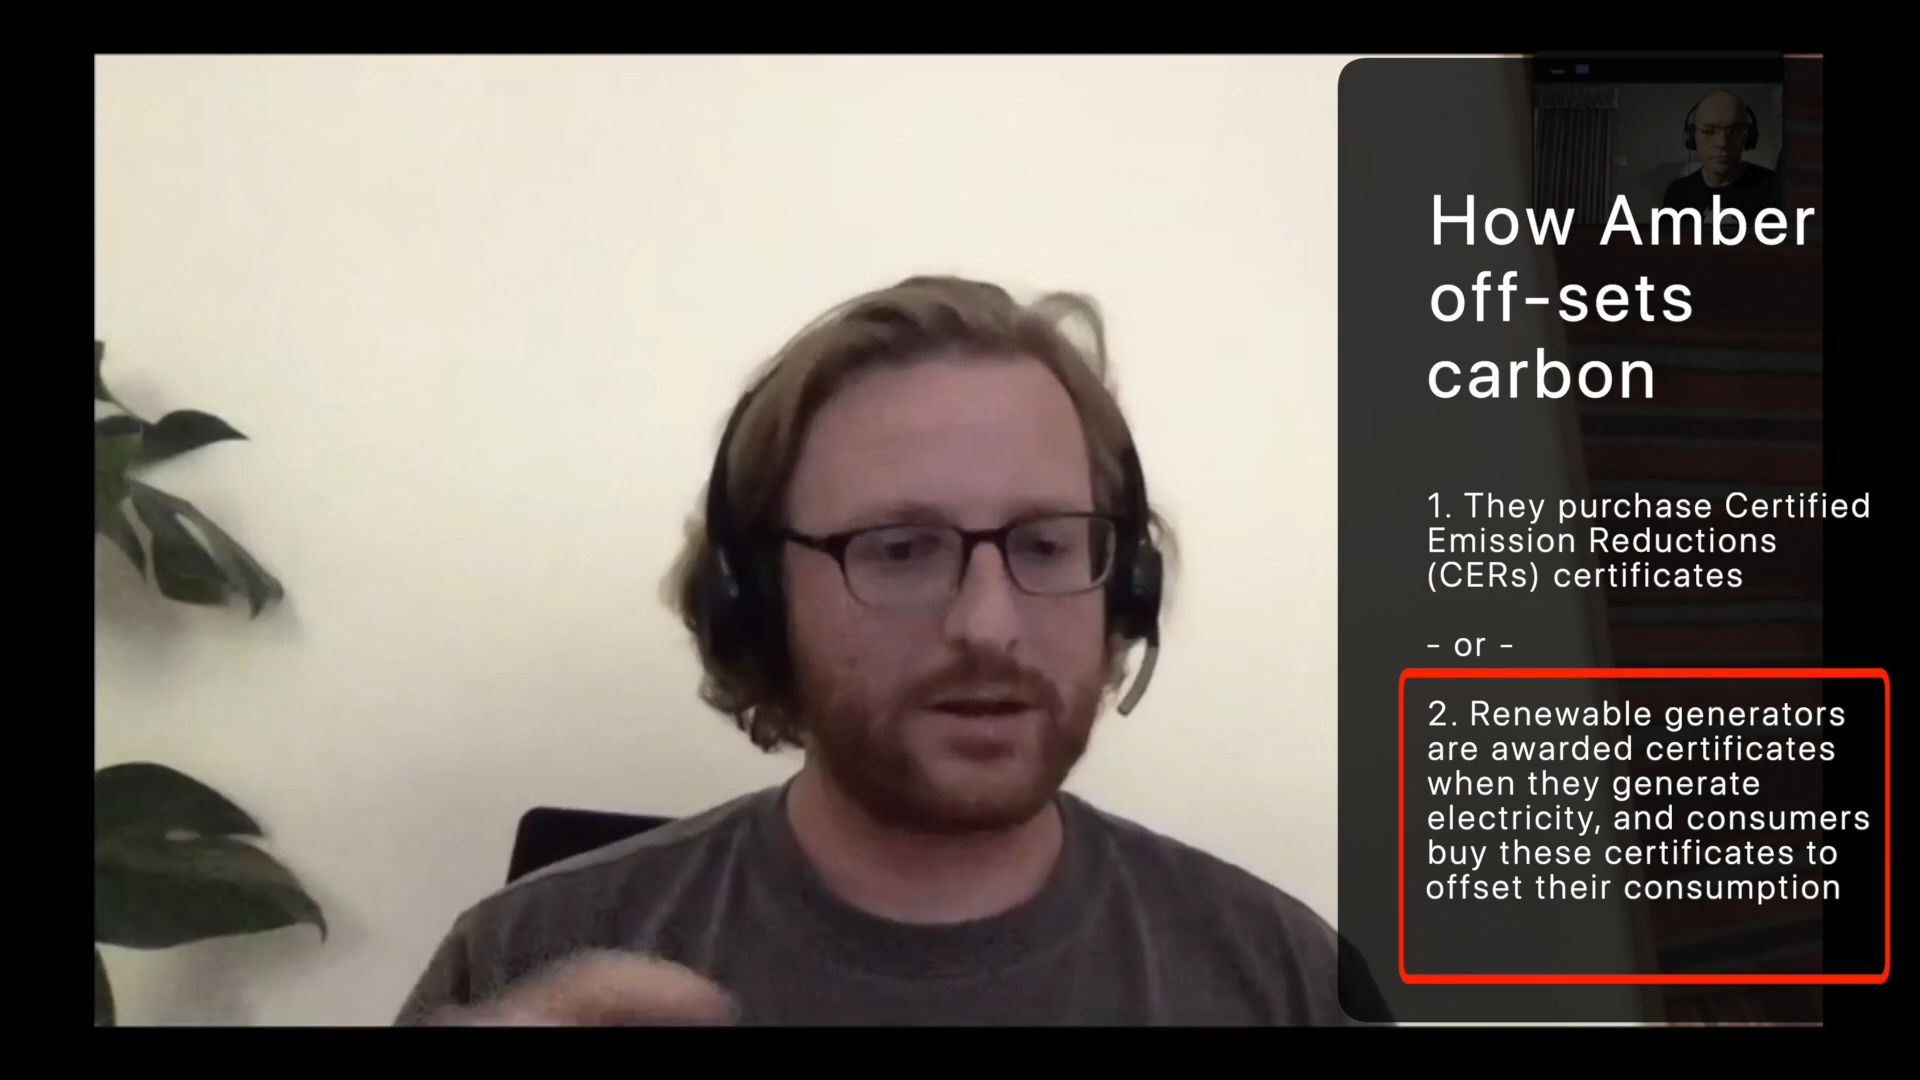 How Amber
off-sets
carbon
1. They purchase Certified
Emission Reductions
(CERs) certificates
- or -
2. Renewable generators
are awarded certificates
when they generate
electricity, and consumers
buy these certificates to
offset their consumption